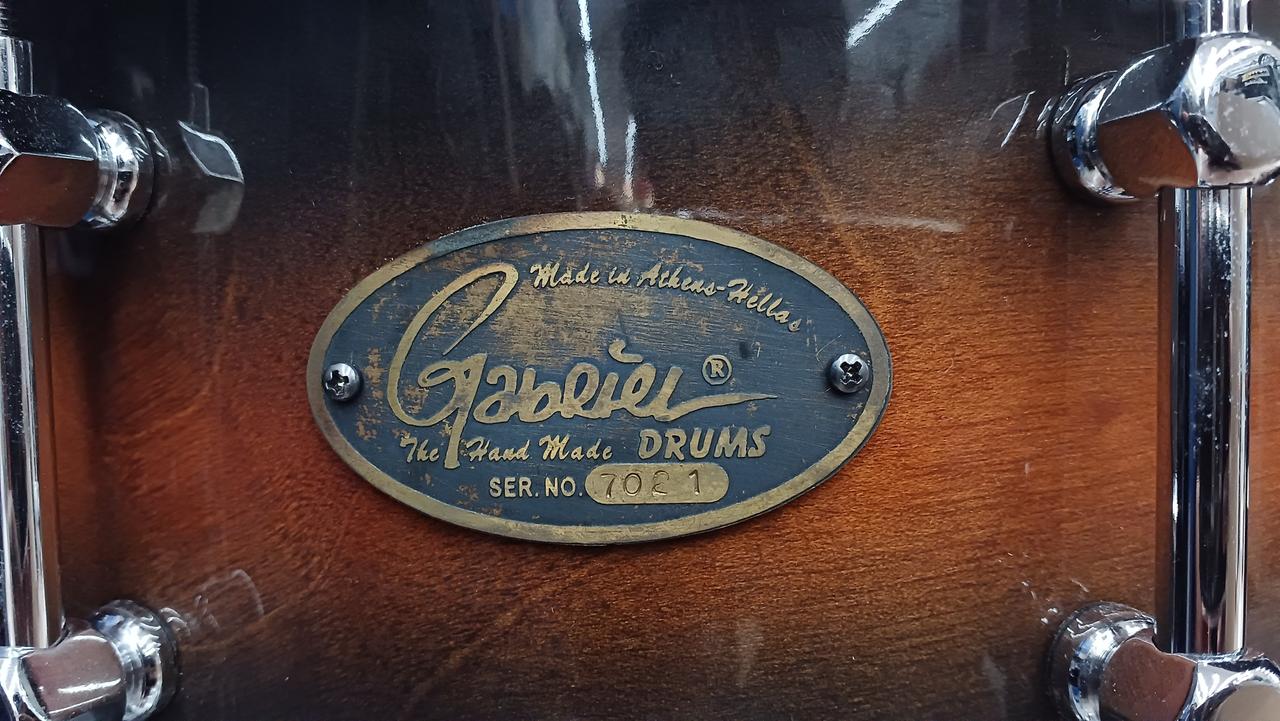 Made in Athens-Hellas
Gabriel ®
The Hand Made DRUMS
SER. NO. 7021